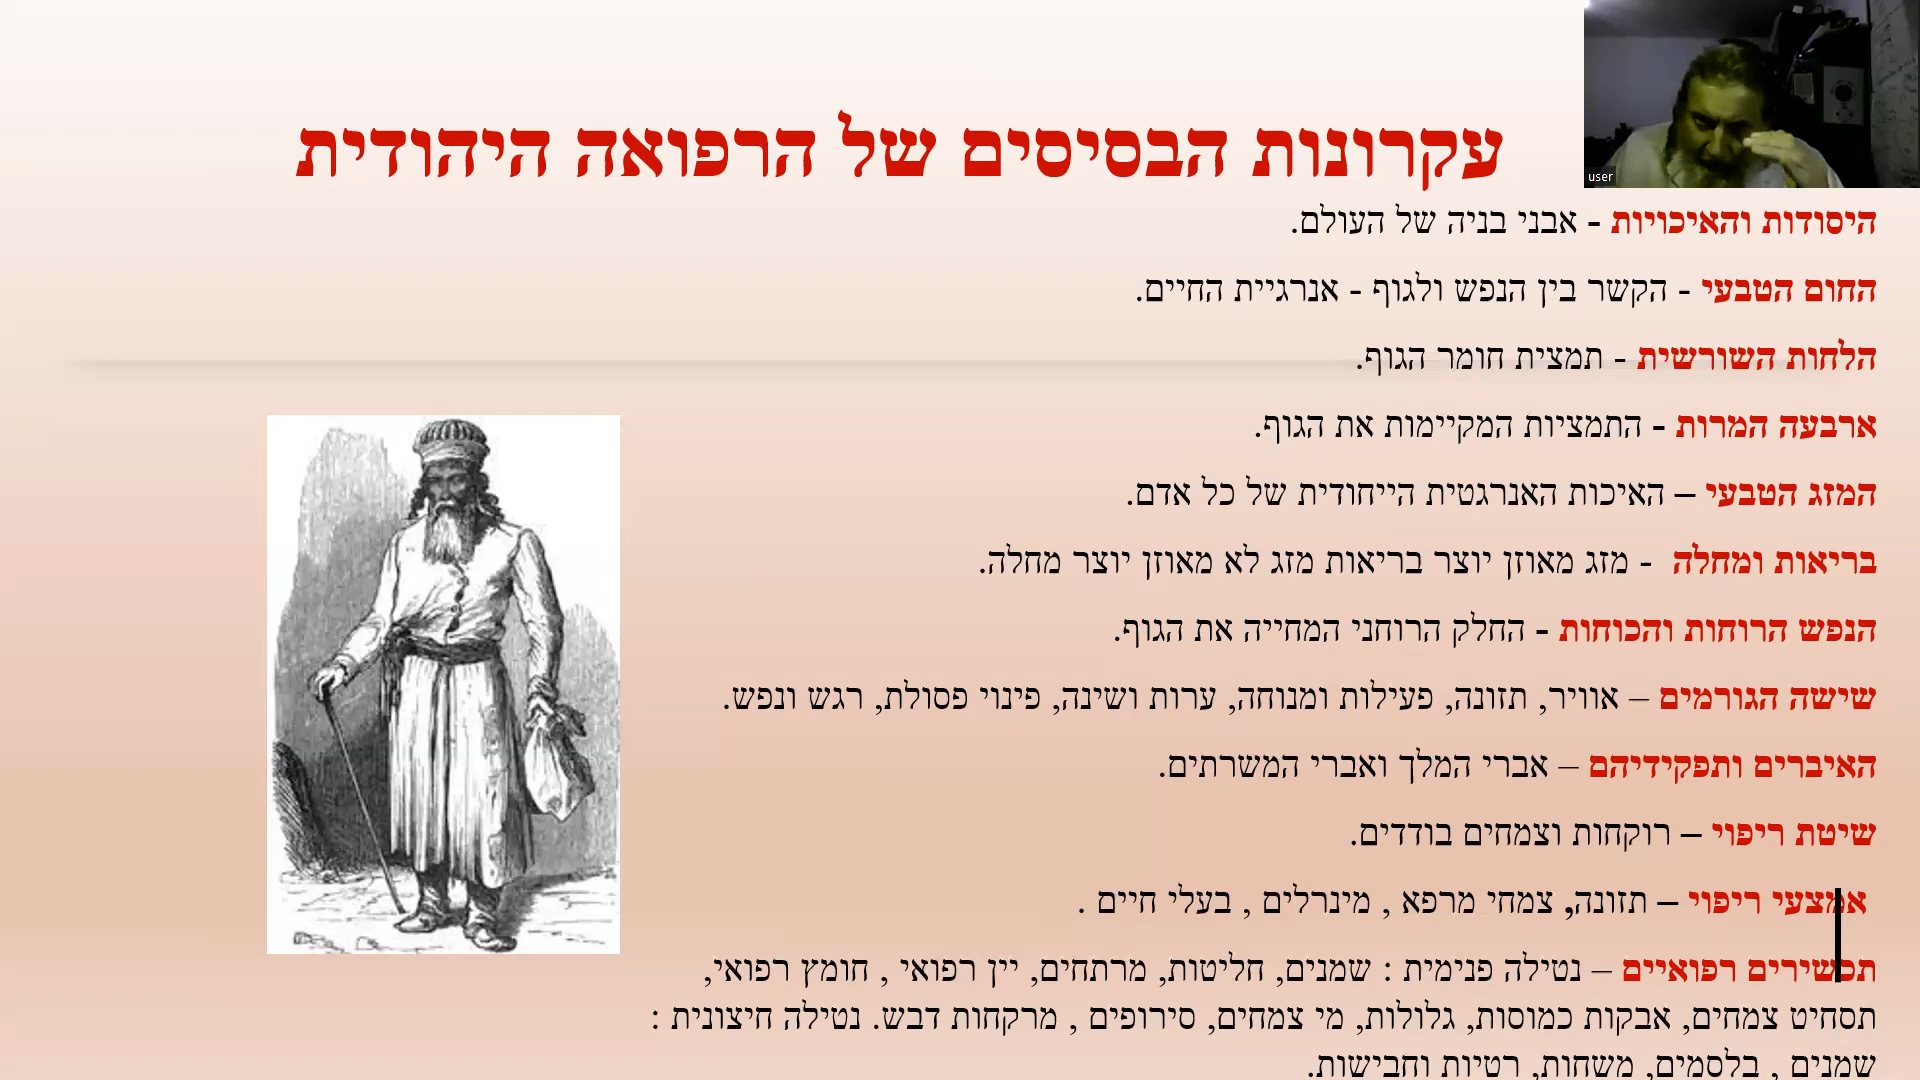 עקרונות הבסיסים של הרפואה היהודית
user
היסודות והאיכויות - אבני בניה של העולם.
החום הטבעי - הקשר בין הנפש ולגוף - אנרגיית החיים.
הלחות השורשית - תמצית חומר הגוף.
ארבעה המרות - התמציות המקיימות את הגוף.
המזג הטבעי – האיכות האנרגטית הייחודית של כל אדם.
בריאות ומחלה - מזג מאוזן יוצר בריאות מזג לא מאוזן יוצר מחלה.
הנפש הרוחות והכוחות - החלק הרוחני המחייה את הגוף.
שישה הגורמים – אוויר, תזונה, פעילות ומנוחה, ערות ושינה, פינוי פסולת, רגש ונפש.
האיברים ותפקידיהם – אברי המלך ואברי המשרתים.
שיטת ריפוי – רוקחות וצמחים בודדים.
אמצעי ריפוי – תזונה, צמחי מרפא , מינרלים , בעלי חיים .
תכשירים רפואיים – נטילה פנימית : שמנים, חליטות, מרתחים, יין רפואי , חומץ רפואי,
תסחיט צמחים, אבקות כמוסות, גלולות, מי צמחים, סירופים , מרקחות דבש. נטילה חיצונית :
שמנים , בלסמים, משחות, רטיות וחבישות.